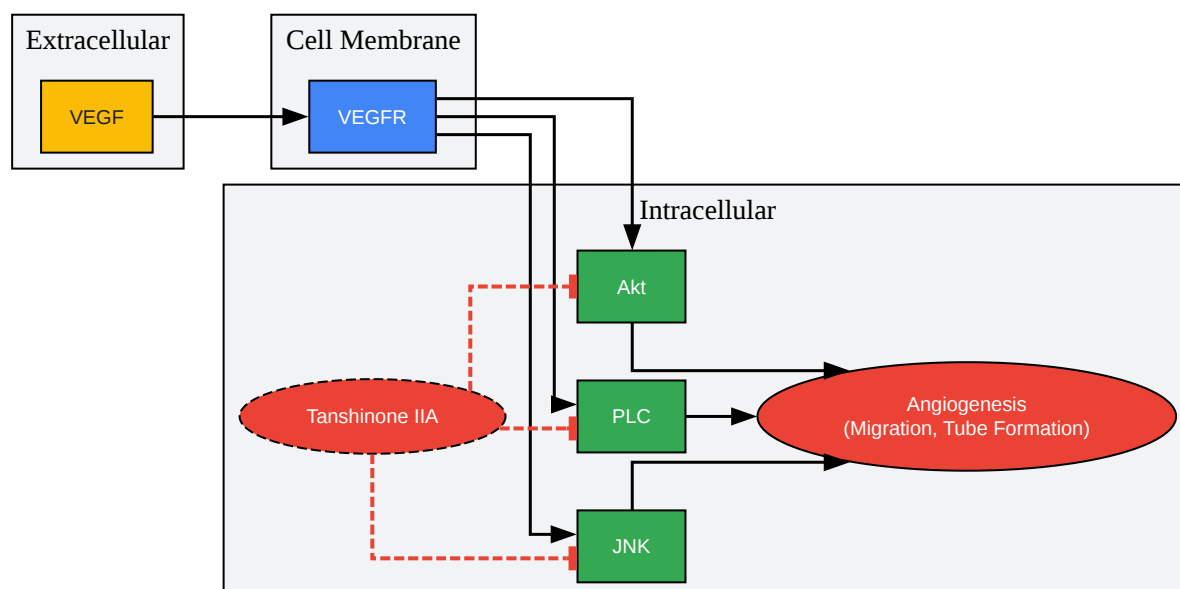 Extracellular
Cell Membrane
VEGF
VEGFR
Intracellular
Akt
Tanshinone IIA
PLC
Angiogenesis
(Migration, Tube Formation)
JNK